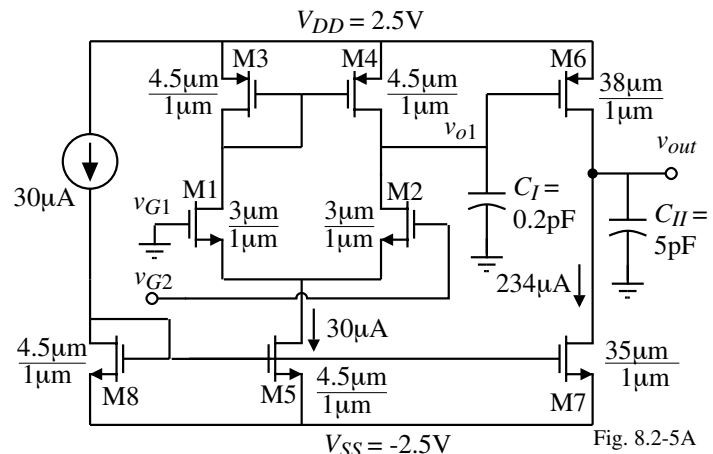 V_DD = 2.5V
M3
M4
M6
4.5μm
1μm
4.5μm
1μm
38μm
1μm
v_o1
v_out
30μA
M1
M2
v_G1
3μm
1μm
3μm
1μm
C_I =
0.2pF
C_II =
5pF
v_G2
234μA
30μA
4.5μm
1μm
M8
M5
4.5μm
1μm
35μm
1μm
M7
V_SS = -2.5V
Fig. 8.2-5A